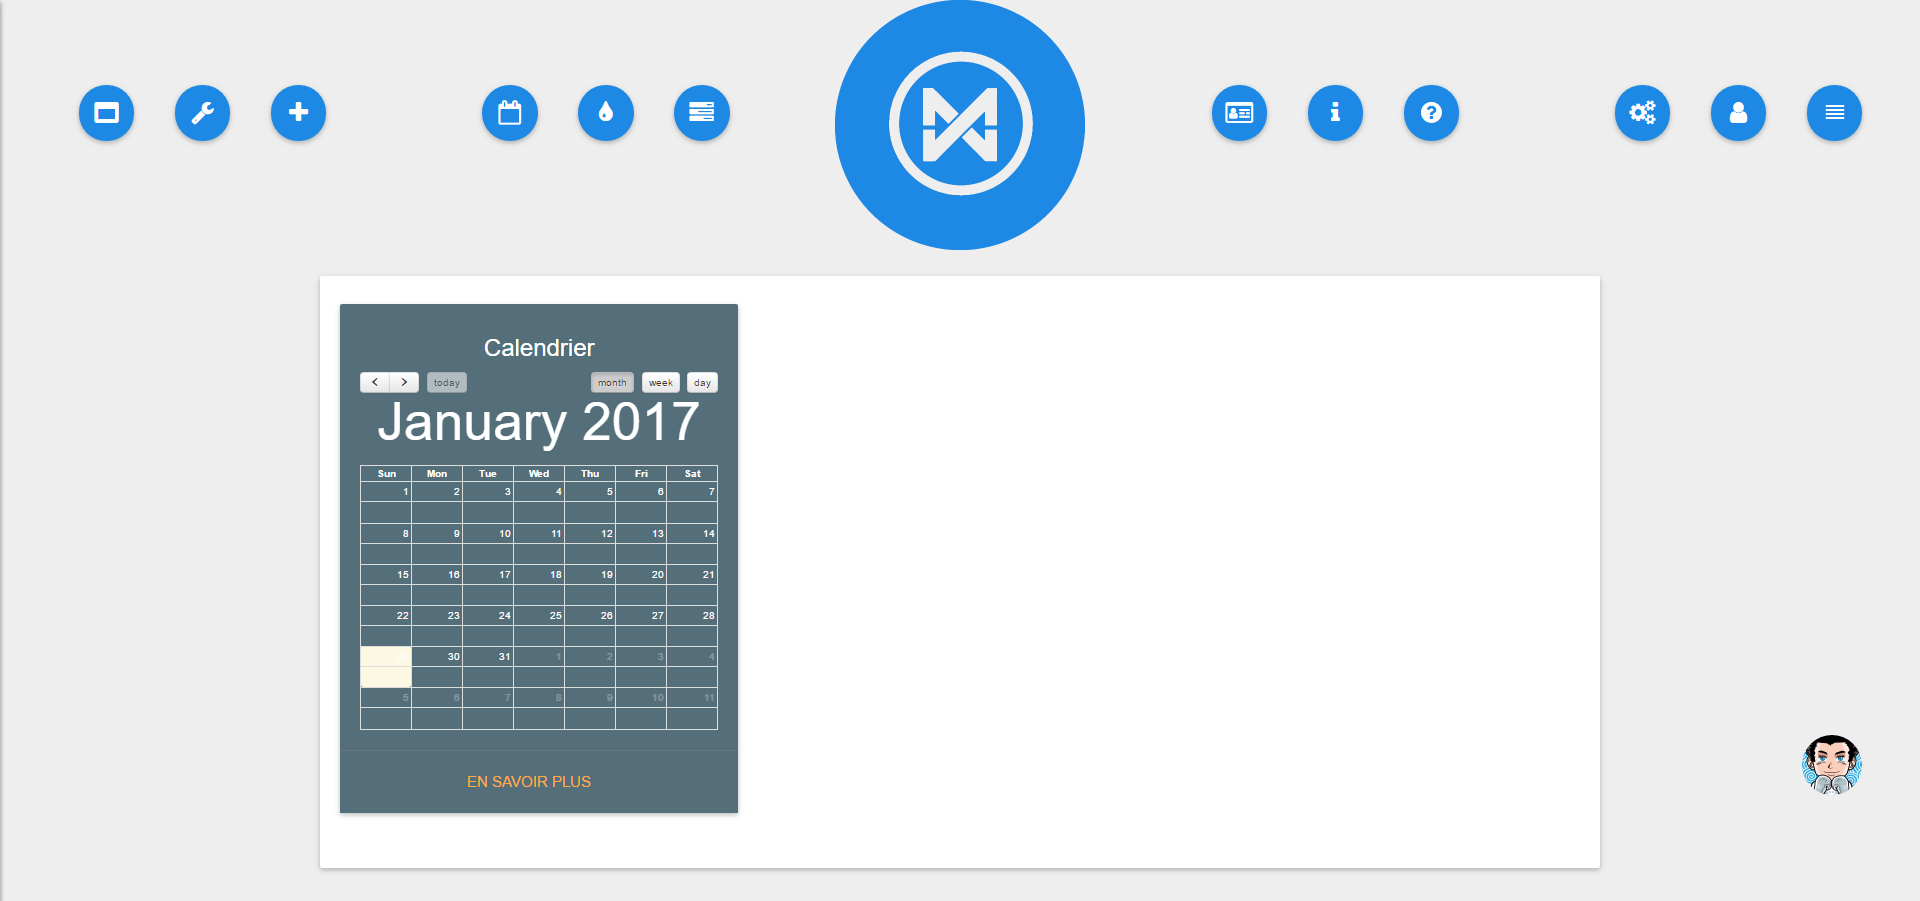 Calendrier
today month week day
January 2017
Sun Mon Tue Wed Thu Fri Sat
1 2 3 4 5 6 7
8 9 10 11 12 13 14
15 16 17 18 19 20 21
22 23 24 25 26 27 28
30 31 1 2 3 4
5 6 7 8 9 10 11
EN SAVOIR PLUS